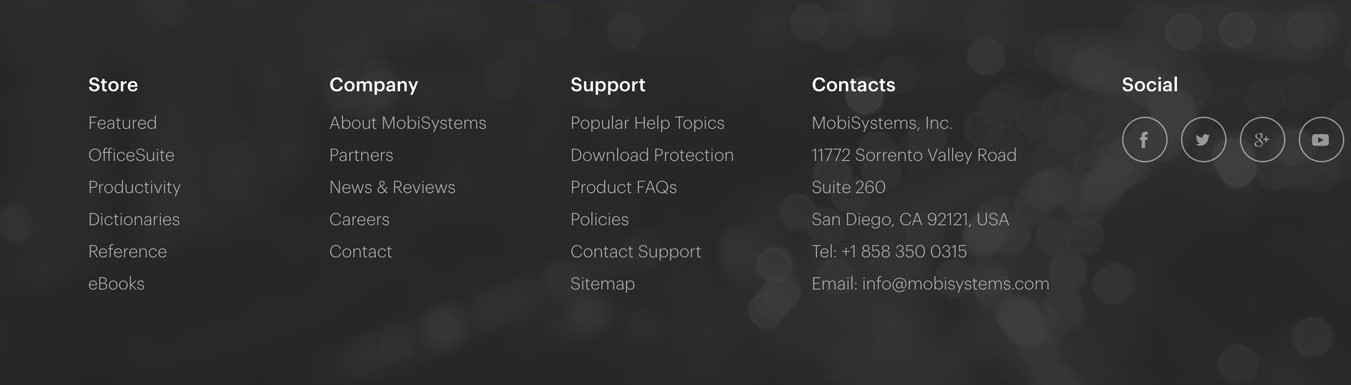 Store
Featured
OfficeSuite
Productivity
Dictionaries
Reference
eBooks
Company
About MobiSystems
Partners
News & Reviews
Careers
Contact
Support
Popular Help Topics
Download Protection
Product FAQs
Policies
Contact Support
Sitemap
Contacts
MobiSystems, Inc.
11772 Sorrento Valley Road
Suite 260
San Diego, CA 92121, USA
Tel: +1 858 350 0315
Email: info@mobisystems.com
Social